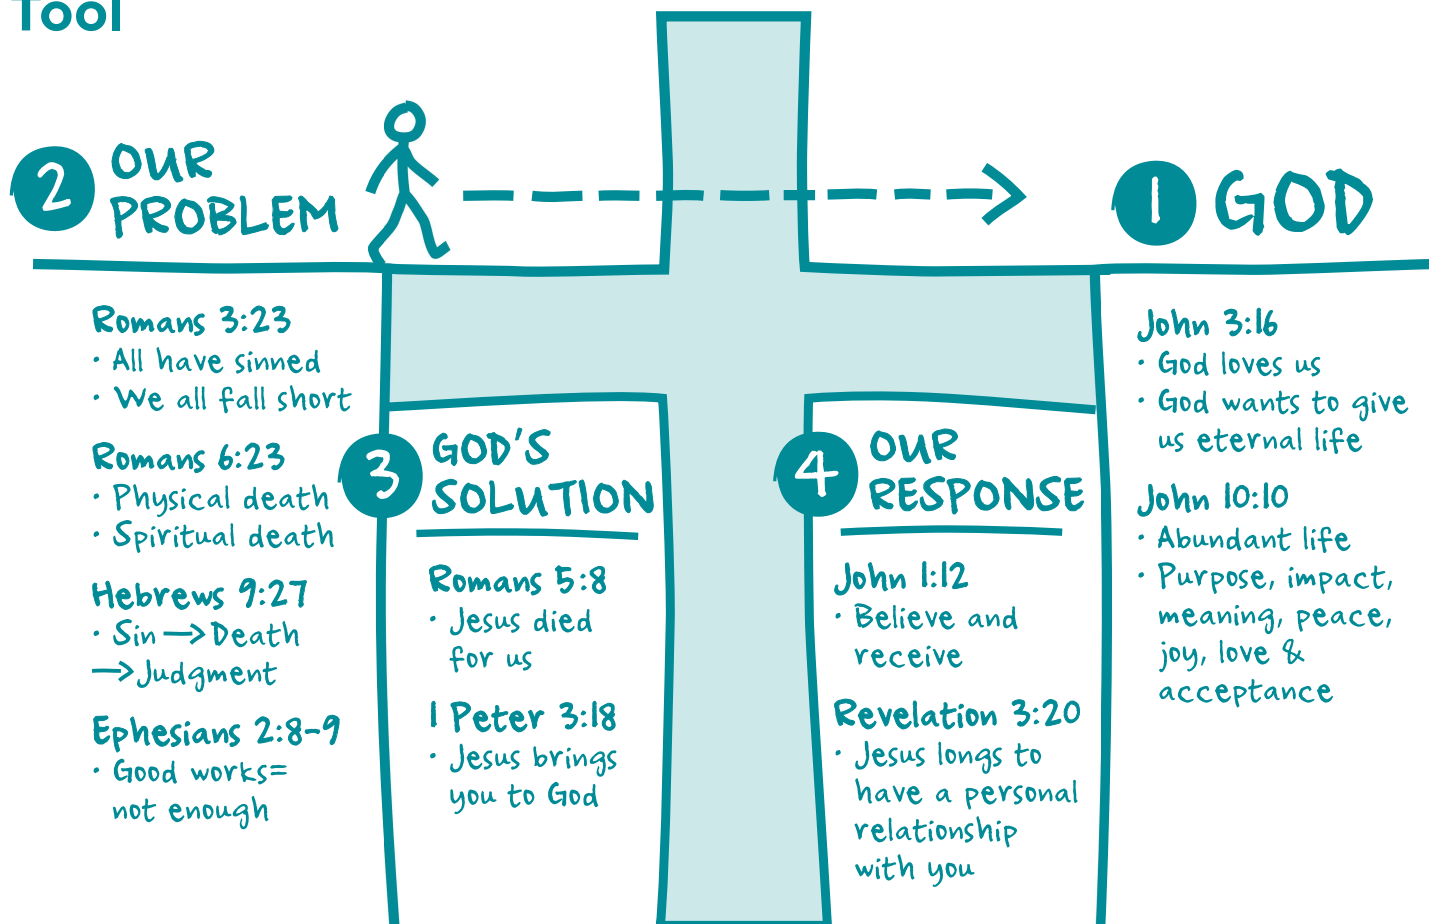 Tool
2 OUR
PROBLEM
Romans 3:23
• All have sinned
• We all fall short
Romans 6:23
• Physical death
• Spiritual death
Hebrews 9:27
• Sin → Death
→ Judgment
Ephesians 2:8-9
• Good works=
not enough
3 GOD'S
SOLUTION
Romans 5:8
• Jesus died
for us
1 Peter 3:18
• Jesus brings
you to God
4 OUR
RESPONSE
John 1:12
• Believe and
receive
Revelation 3:20
• Jesus longs to
have a personal
relationship
with you
1 GOD
John 3:16
• God loves us
• God wants to give
us eternal life
John 10:10
• Abundant life
• Purpose, impact,
meaning, peace,
joy, love &
acceptance